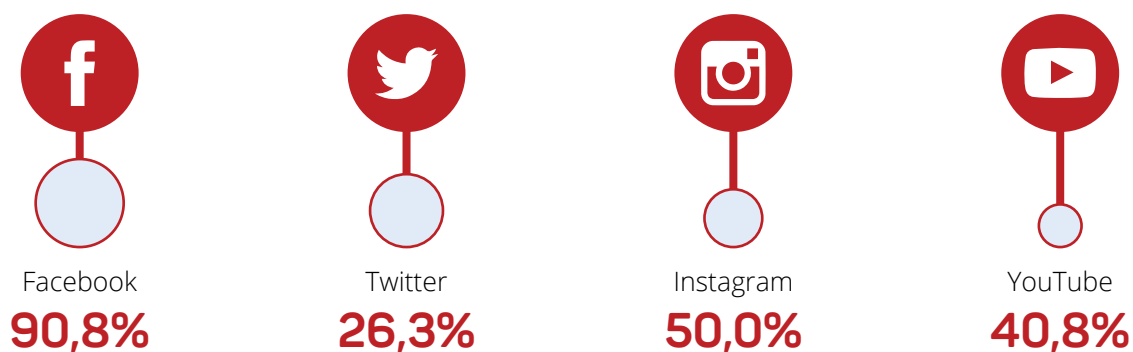 Facebook
90,8%
Twitter
26,3%
Instagram
50,0%
YouTube
40,8%